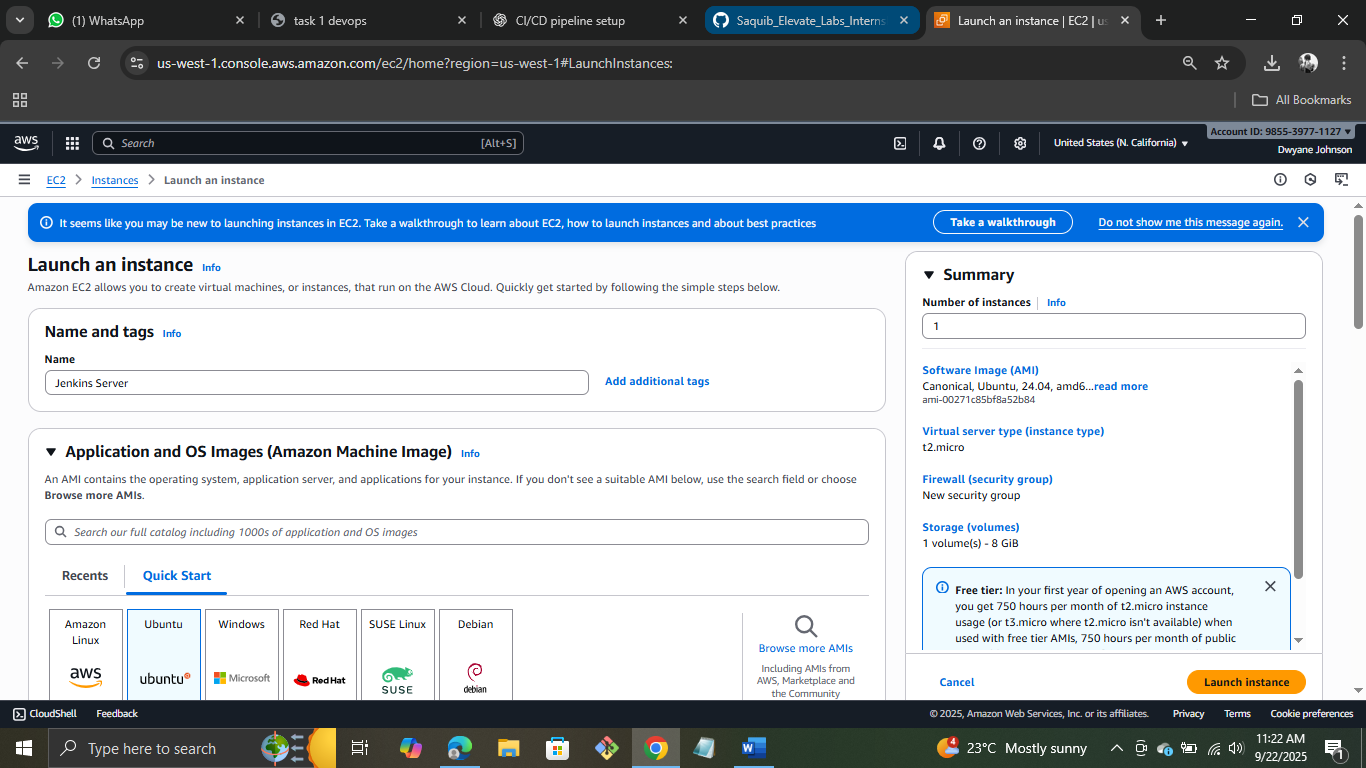 (1) WhatsApp
task 1 devops
CI/CD pipeline setup
Saquib_Elevate_Labs_Interns
Launch an instance | EC2 | us
us-west-1.console.aws.amazon.com/ec2/home?region=us-west-1#LaunchInstances:
All Bookmarks
aws
Search
[Alt+S]
United States (N. California)
Account ID: 9855-3977-1127
Dwyane Johnson
EC2 > Instances > Launch an instance
It seems like you may be new to launching instances in EC2. Take a walkthrough to learn about EC2, how to launch instances and about best practices
Take a walkthrough
Do not show me this message again.
Launch an instance Info
Amazon EC2 allows you to create virtual machines, or instances, that run on the AWS Cloud. Quickly get started by following the simple steps below.
Name and tags Info
Name
Jenkins Server
Add additional tags
Application and OS Images (Amazon Machine Image) Info
An AMI contains the operating system, application server, and applications for your instance. If you don't see a suitable AMI below, use the search field or choose
Browse more AMIs.
Search our full catalog including 1000s of application and OS images
Recents
Quick Start
Amazon
Linux
aws
Ubuntu
ubuntu
Windows
Microsoft
Red Hat
Red Hat
SUSE Linux
SUSE
Debian
debian
Browse more AMIs
Including AMIs from
AWS, Marketplace and
the Community
Summary
Number of instances Info
1
Software Image (AMI)
Canonical, Ubuntu, 24.04, amd6...read more
ami-00271c85bf8a52b84
Virtual server type (instance type)
t2.micro
Firewall (security group)
New security group
Storage (volumes)
1 volume(s) - 8 GiB
Free tier: In your first year of opening an AWS account,
you get 750 hours per month of t2.micro instance
usage (or t3.micro where t2.micro isn't available) when
used with free tier AMIs, 750 hours per month of public
Cancel
Launch instance
CloudShell
Feedback
© 2025, Amazon Web Services, Inc. or its affiliates.
Privacy
Terms
Cookie preferences
Type here to search
4
23°C Mostly sunny
11:22 AM
9/22/2025
1